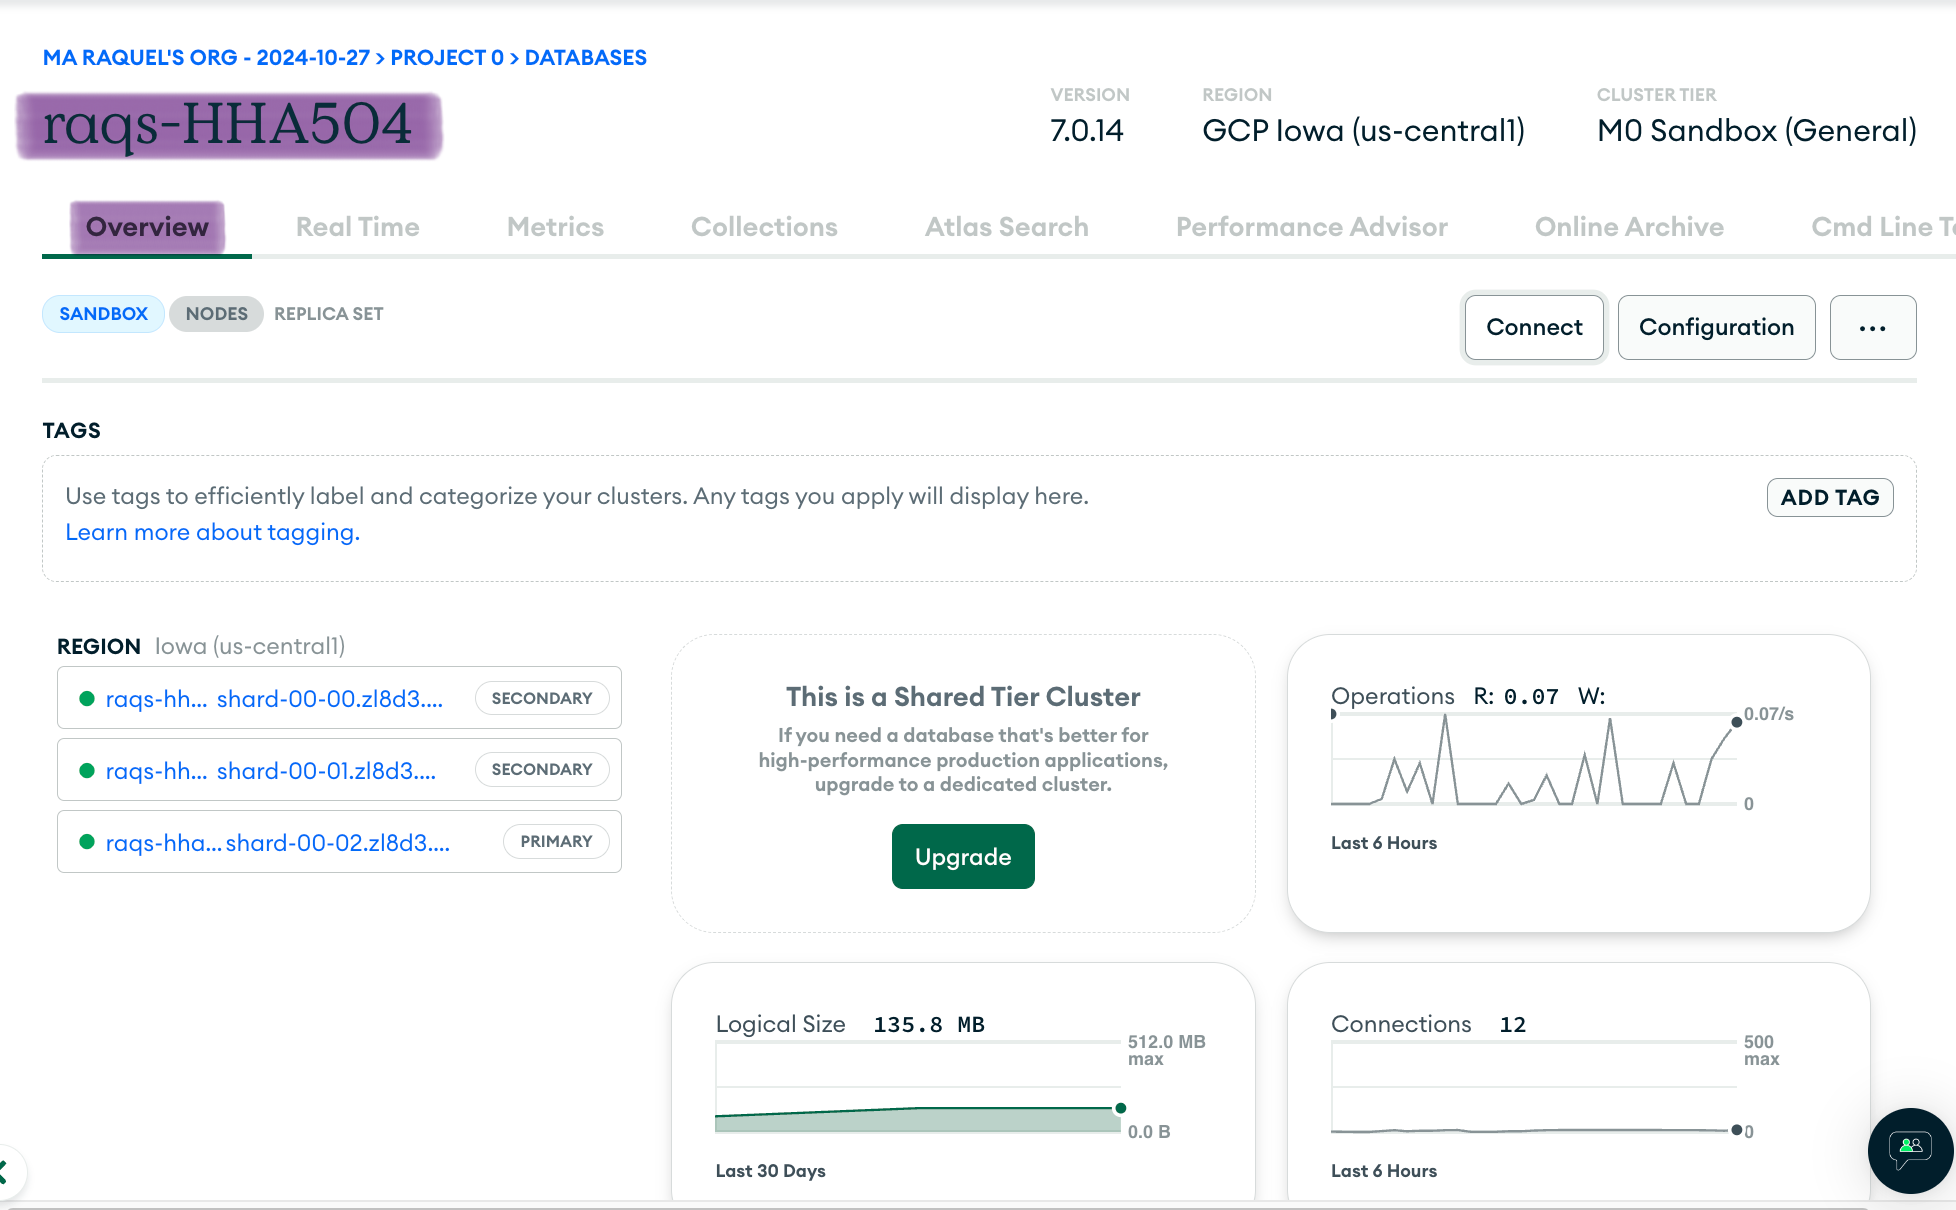 MA RAQUEL'S ORG - 2024-10-27 > PROJECT 0 > DATABASES
raqs-HHA504
VERSION
7.0.14
REGION
GCP Iowa (us-central1)
CLUSTER TIER
M0 Sandbox (General)
Overview Real Time Metrics Collections Atlas Search Performance Advisor Online Archive Cmd Line
SANDBOX NODES REPLICA SET
Connect Configuration ...
TAGS
Use tags to efficiently label and categorize your clusters. Any tags you apply will display here.
Learn more about tagging.
ADD TAG
REGION Iowa (us-central1)
raqs-hh... shard-00-00.zl8d3.... SECONDARY
raqs-hh... shard-00-01.zl8d3.... SECONDARY
raqs-hha... shard-00-02.zl8d3.... PRIMARY
This is a Shared Tier Cluster
If you need a database that's better for
high-performance production applications,
upgrade to a dedicated cluster.
Upgrade
Operations R: 0.07 W:
0.07/s
0
Last 6 Hours
Logical Size 135.8 MB
512.0 MB
max
0.0 B
Last 30 Days
Connections 12
500
max
0
Last 6 Hours